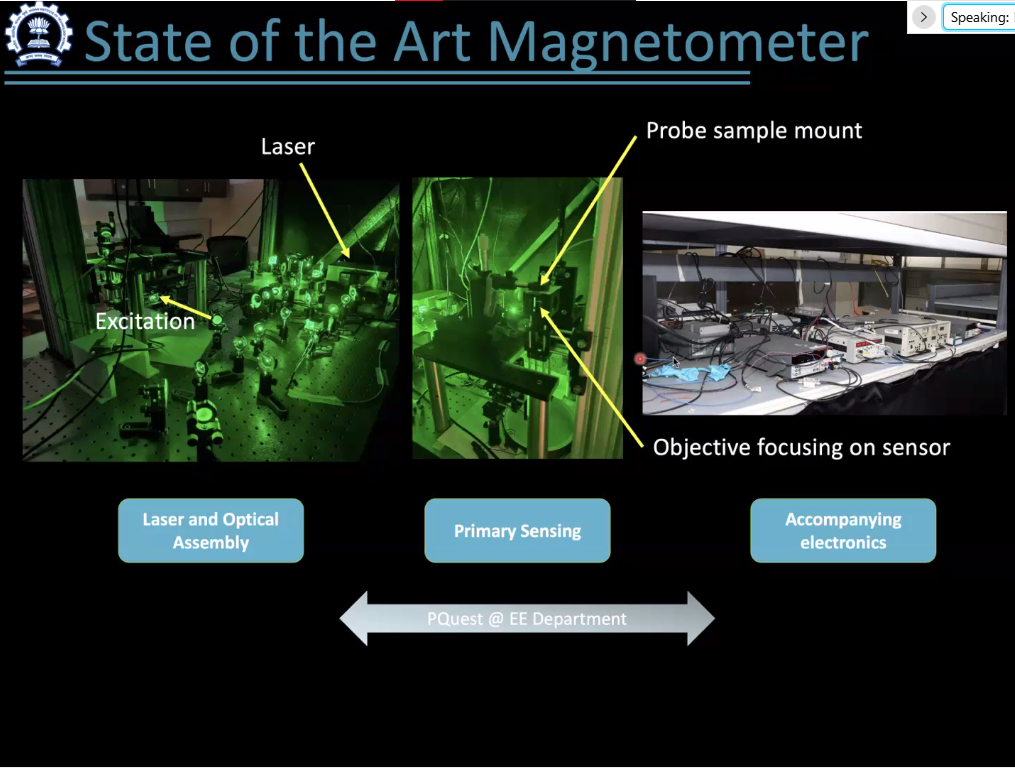 State of the Art Magnetometer
Speaking:
Probe sample mount
Laser
Excitation
Objective focusing on sensor
Laser and Optical
Assembly
Primary Sensing
Accompanying
electronics
PQuest @ EE Department